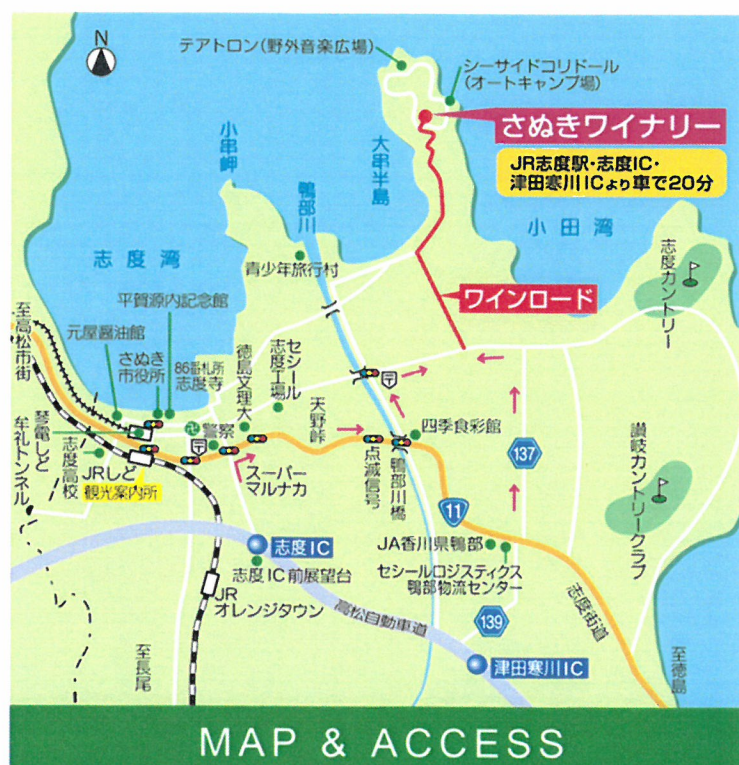 N
テアトロン(野外音楽広場)
シーサイドコリドール
(オートキャンプ場)
さぬきワイナリー
JR志度駅・志度IC・
津田寒川ICより車で20分
小串岬
大串半島
鴨部川
小田湾
志度湾
青少年旅行村
志度カントリー
平賀源内記念館
ワインロード
至高松市街
元屋醤油館
さぬき
市役所
86番札所
志度寺
徳島文理大
セシール
志度工場
天野峠
四季食彩館
警察
137
讃岐カントリークラブ
琴電しど
牟礼トンネル
志度高校
JRしど
観光案内所
スーパー
マルナカ
点滅信号
鴨部川橋
11
志度IC
JA香川県鴨部
志度IC前展望台
セシールロジスティクス
鴨部物流センター
JR
オレンジタウン
高松自動車道
139
志度街道
至長尾
津田寒川IC
至徳島
MAP & ACCESS